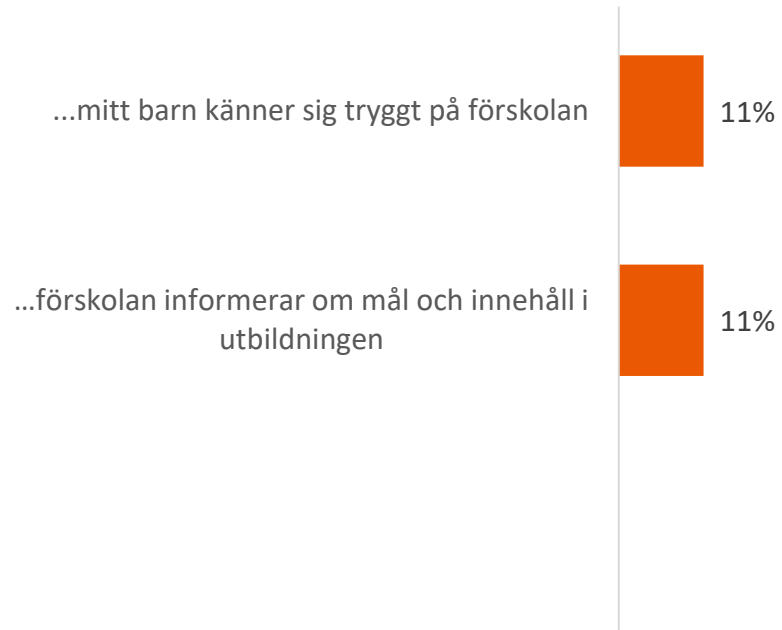 ...mitt barn känner sig tryggt på förskolan
11%
...förskolan informerar om mål och innehåll i
utbildningen
11%